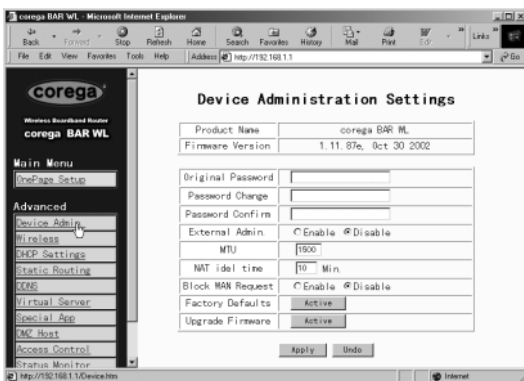 corega BAR WL - Microsoft Internet Explorer
Back Forward Stop Refresh Home Search Favorites History Mail Print Edit Links
File Edit View Favorites Tools Help Address http://192.168.1.1 Go
corega
Wireless Boardband Router
corega BAR WL
Main Menu
OnePage Setup
Advanced
Device Admin
Wireless
DHCP Settings
Static Routing
DDNS
Virtual Server
Special App
DMZ Host
Access Control
Status Monitor
Device Administration Settings
Product Name corega BAR WL
Firmware Version 1.11.87e, Oct 30 2002
Original Password
Password Change
Password Confirm
External Admin. Enable Disable
MTU 1500
NAT idel time 10 Min.
Block WAN Request Enable Disable
Factory Defaults Active
Upgrade Firmware Active
Apply Undo
http://192.168.1.1/Device.htm Internet